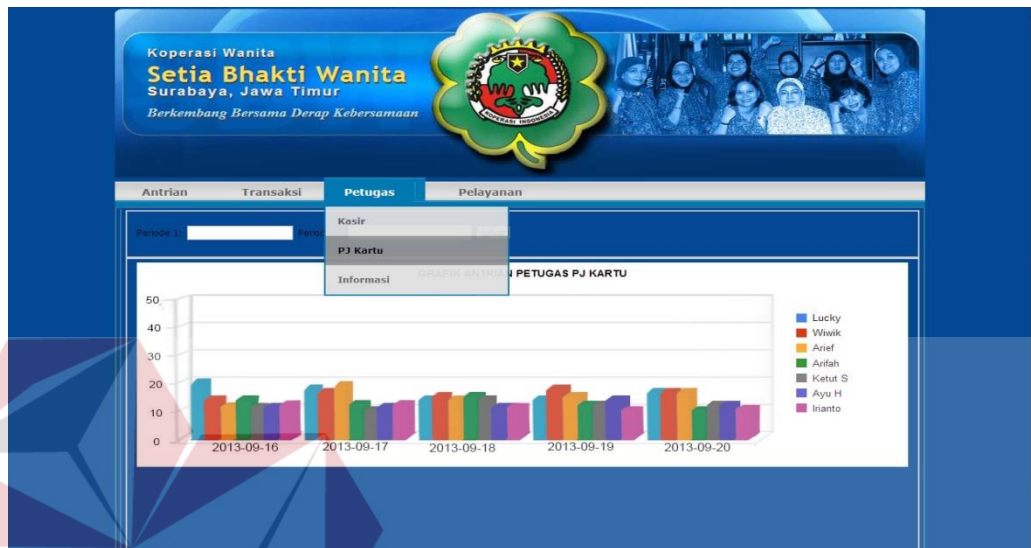 Koperasi Wanita
Setia Bhakti Wanita
Surabaya, Jawa Timur
Berkembang Bersama Derap Kebersamaan
KOPERASI INDONESIA
Antrian Transaksi Petugas Pelayanan
Kasir
PJ Kartu
Informasi
Periode 1:
GRAFIK ANTRIAN PETUGAS PJ KARTU
50
40
30
20
10
0
2013-09-16 2013-09-17 2013-09-18 2013-09-19 2013-09-20
Lucky
Wiwik
Arief
Arifah
Ketut S
Ayu H
Irianto